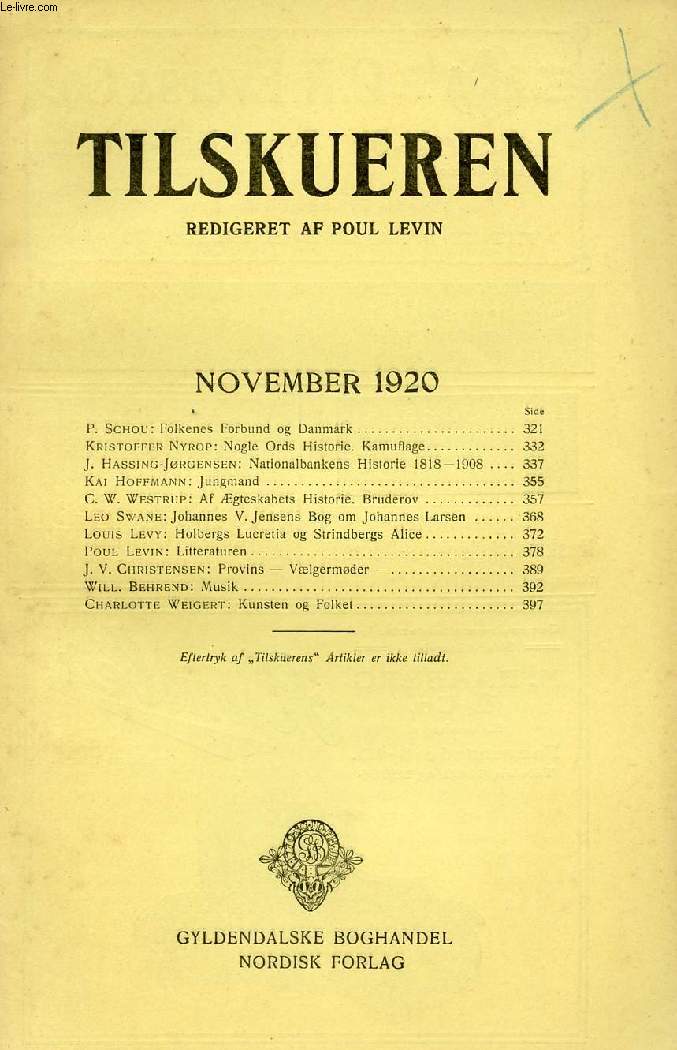 Le-livre.com
TILSKUEREN
REDIGERET AF POUL LEVIN
NOVEMBER 1920
Side
P. SCHOU: Folkenes Forbund og Danmark ........................ 321
KRISTOFFER NYROP: Nogle Ords Historie. Kamuflage............. 332
J. HASSING-JØRGENSEN: Nationalbankens Historie 1818—1908 .... 337
KAI HOFFMANN: Jungmand ................................. 355
C. W. WESTRUP: Af Ægteskabets Historie. Bruderov ............. 357
LEO SWANE: Johannes V. Jensens Bog om Johannes Larsen ...... 368
LOUIS LEVY: Holbergs Lucretia og Strindbergs Alice............. 372
POUL LEVIN: Litteraturen................................... 378
J. V. CHRISTENSEN: Provins — Vælgermøder .................. 389
WILL. BEHREND: Musik ...................................... 392
CHARLOTTE WEIGERT: Kunsten og Folket....................... 397
Eftertryk af „Tilskuerens" Artikler er ikke tilladt.
GYLDENDALSKE BOGHANDEL
NORDISK FORLAG